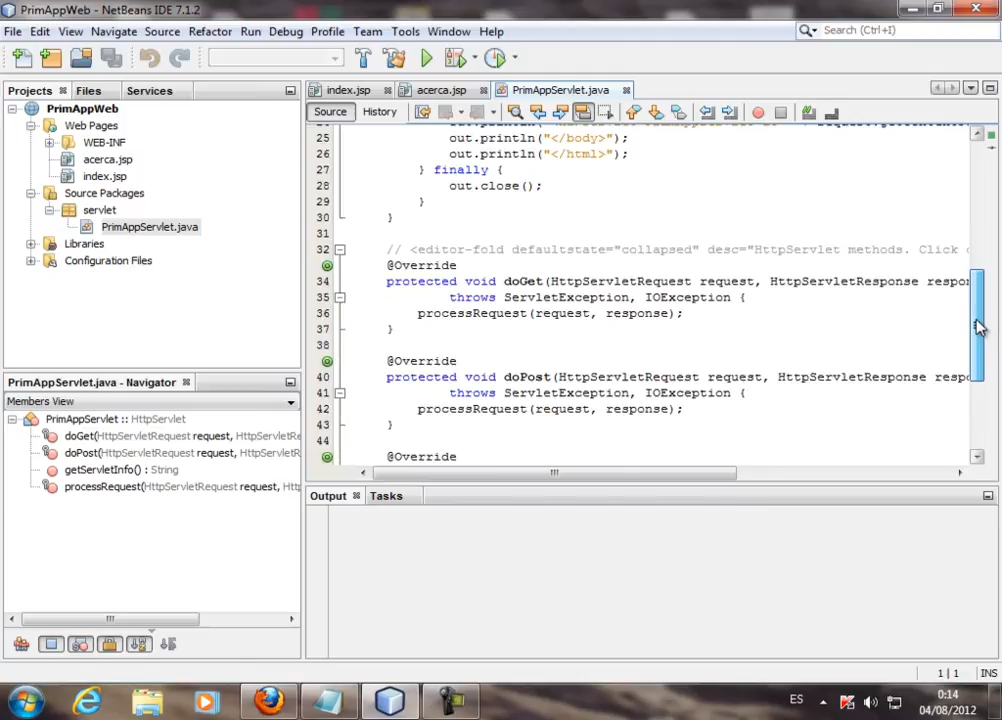 PrimAppWeb - NetBeans IDE 7.1.2
File Edit View Navigate Source Refactor Run Debug Profile Team Tools Window Help
Search (Ctrl+I)
Projects Files Services
index.jsp acerca.jsp PrimAppServlet.java
Source History
PrimAppWeb
Web Pages
WEB-INF
acerca.jsp
index.jsp
Source Packages
servlet
PrimAppServlet.java
Libraries
Configuration Files
25 out.println("</body>");
26 out.println("</html>");
27 } finally {
28 out.close();
29 }
30 }
31
32 // <editor-fold defaultstate="collapsed" desc="HttpServlet methods. Click
@Override
34 protected void doGet(HttpServletRequest request, HttpServletResponse respon
35 throws ServletException, IOException {
36 processRequest(request, response);
37 }
38
@Override
40 protected void doPost(HttpServletRequest request, HttpServletResponse respo
41 throws ServletException, IOException {
42 processRequest(request, response);
43 }
44
@Override
PrimAppServlet.java - Navigator
Members View
PrimAppServlet :: HttpServlet
doGet(HttpServletRequest request, HttpServletRe
doPost(HttpServletRequest request, HttpServletR
getServletInfo() : String
processRequest(HttpServletRequest request, Htt
Output Tasks
1 | 1 INS
ES
0:14
04/08/2012